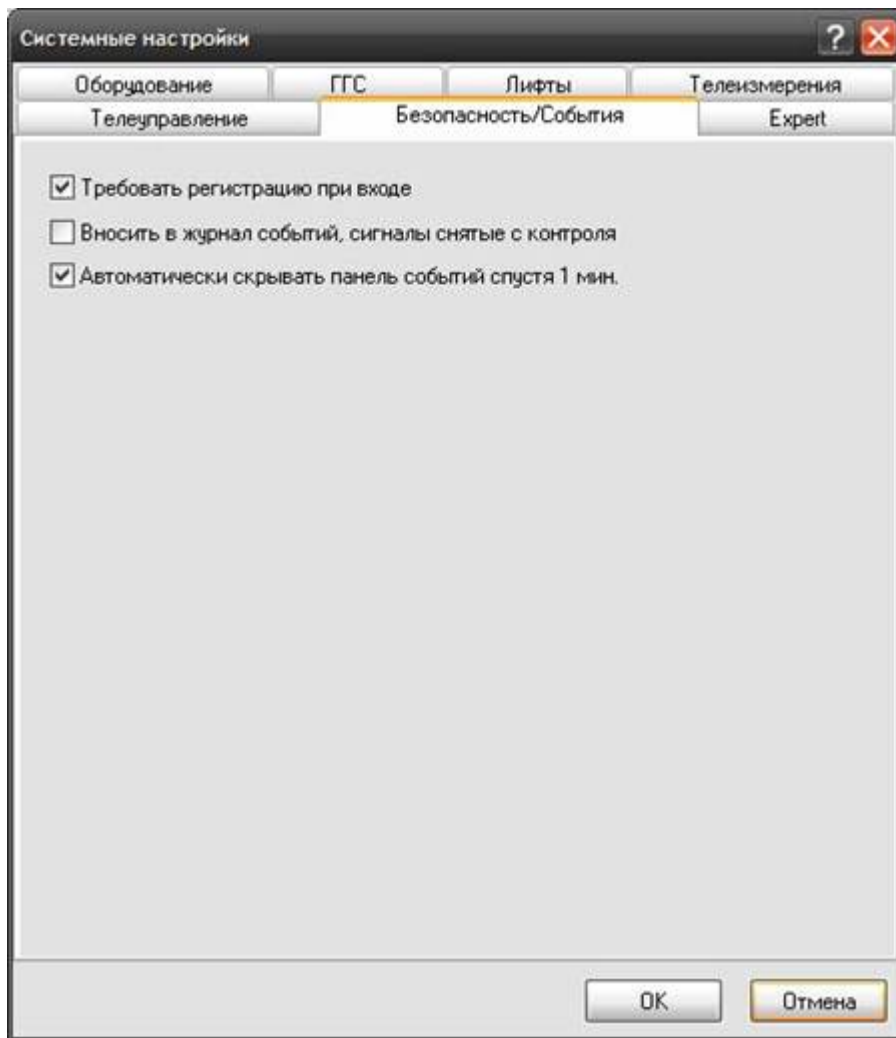 Системные настройки
?
Оборудование ГГС Лифты Телеизмерения
Телеуправление Безопасность/События Expert
Требовать регистрацию при входе
Вносить в журнал событий, сигналы снятые с контроля
Автоматически скрывать панель событий спустя 1 мин.
OK Отмена